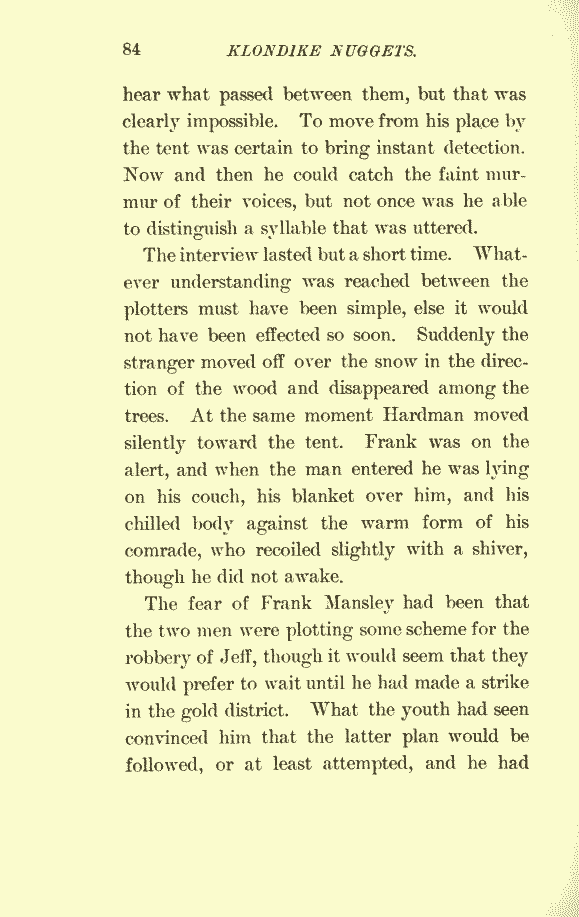 84 KLONDIKE NUGGETS.
hear what passed between them, but that was
clearly impossible. To move from his place by
the tent was certain to bring instant detection.
Now and then he could catch the faint mur-
mur of their voices, but not once was he able
to distinguish a syllable that was uttered.
The interview lasted but a short time. What-
ever understanding was reached between the
plotters must have been simple, else it would
not have been effected so soon. Suddenly the
stranger moved off over the snow in the direc-
tion of the wood and disappeared among the
trees. At the same moment Hardman moved
silently toward the tent. Frank was on the
alert, and when the man entered he was lying
on his couch, his blanket over him, and his
chilled body against the warm form of his
comrade, who recoiled slightly with a shiver,
though he did not awake.
The fear of Frank Mansley had been that
the two men were plotting some scheme for the
robbery of Jeff, though it would seem that they
would prefer to wait until he had made a strike
in the gold district. What the youth had seen
convinced him that the latter plan would be
followed, or at least attempted, and he had